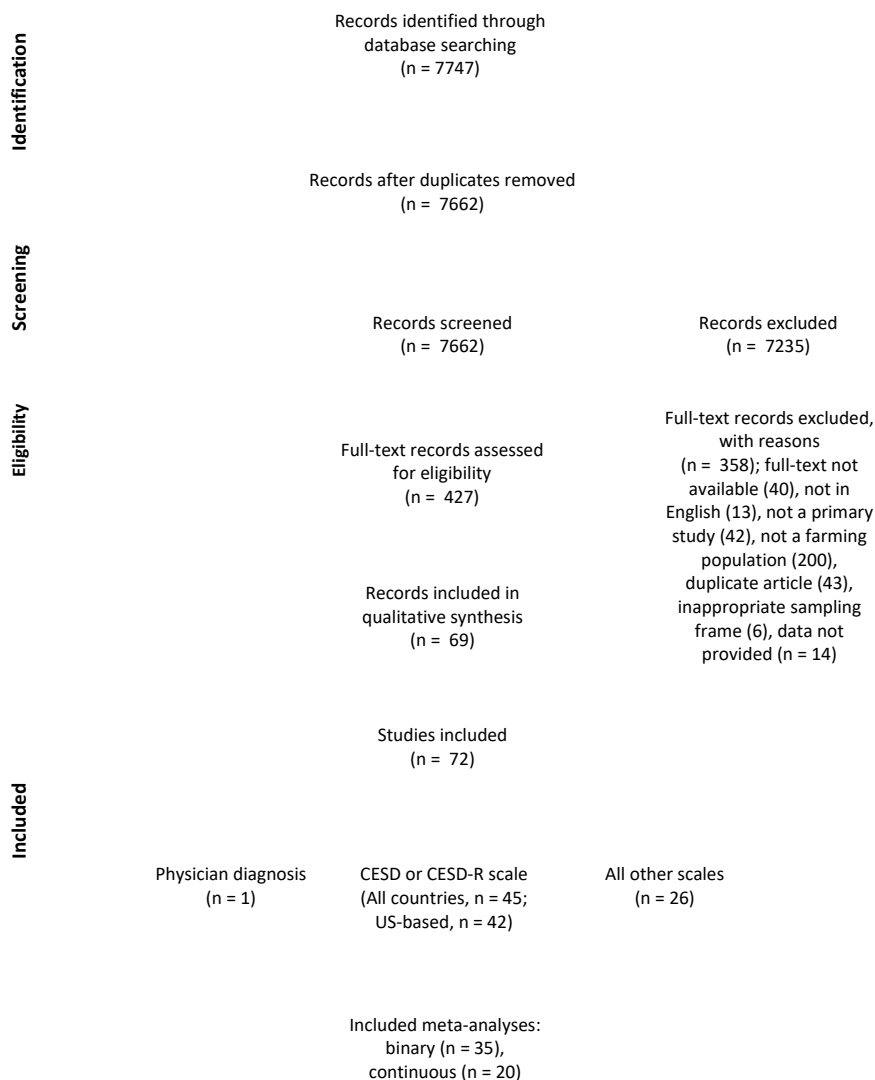 Identification
Records identified through
database searching
(n = 7747)
Records after duplicates removed
(n = 7662)
Screening
Records screened
(n = 7662)
Records excluded
(n = 7235)
Eligibility
Full-text records assessed
for eligibility
(n = 427)
Full-text records excluded,
with reasons
(n = 358); full-text not
available (40), not in
English (13), not a primary
study (42), not a farming
population (200),
duplicate article (43),
inappropriate sampling
frame (6), data not
provided (n = 14)
Records included in
qualitative synthesis
(n = 69)
Included
Studies included
(n = 72)
Physician diagnosis
(n = 1)
CESD or CESD-R scale
(All countries, n = 45;
US-based, n = 42)
All other scales
(n = 26)
Included meta-analyses:
binary (n = 35),
continuous (n = 20)